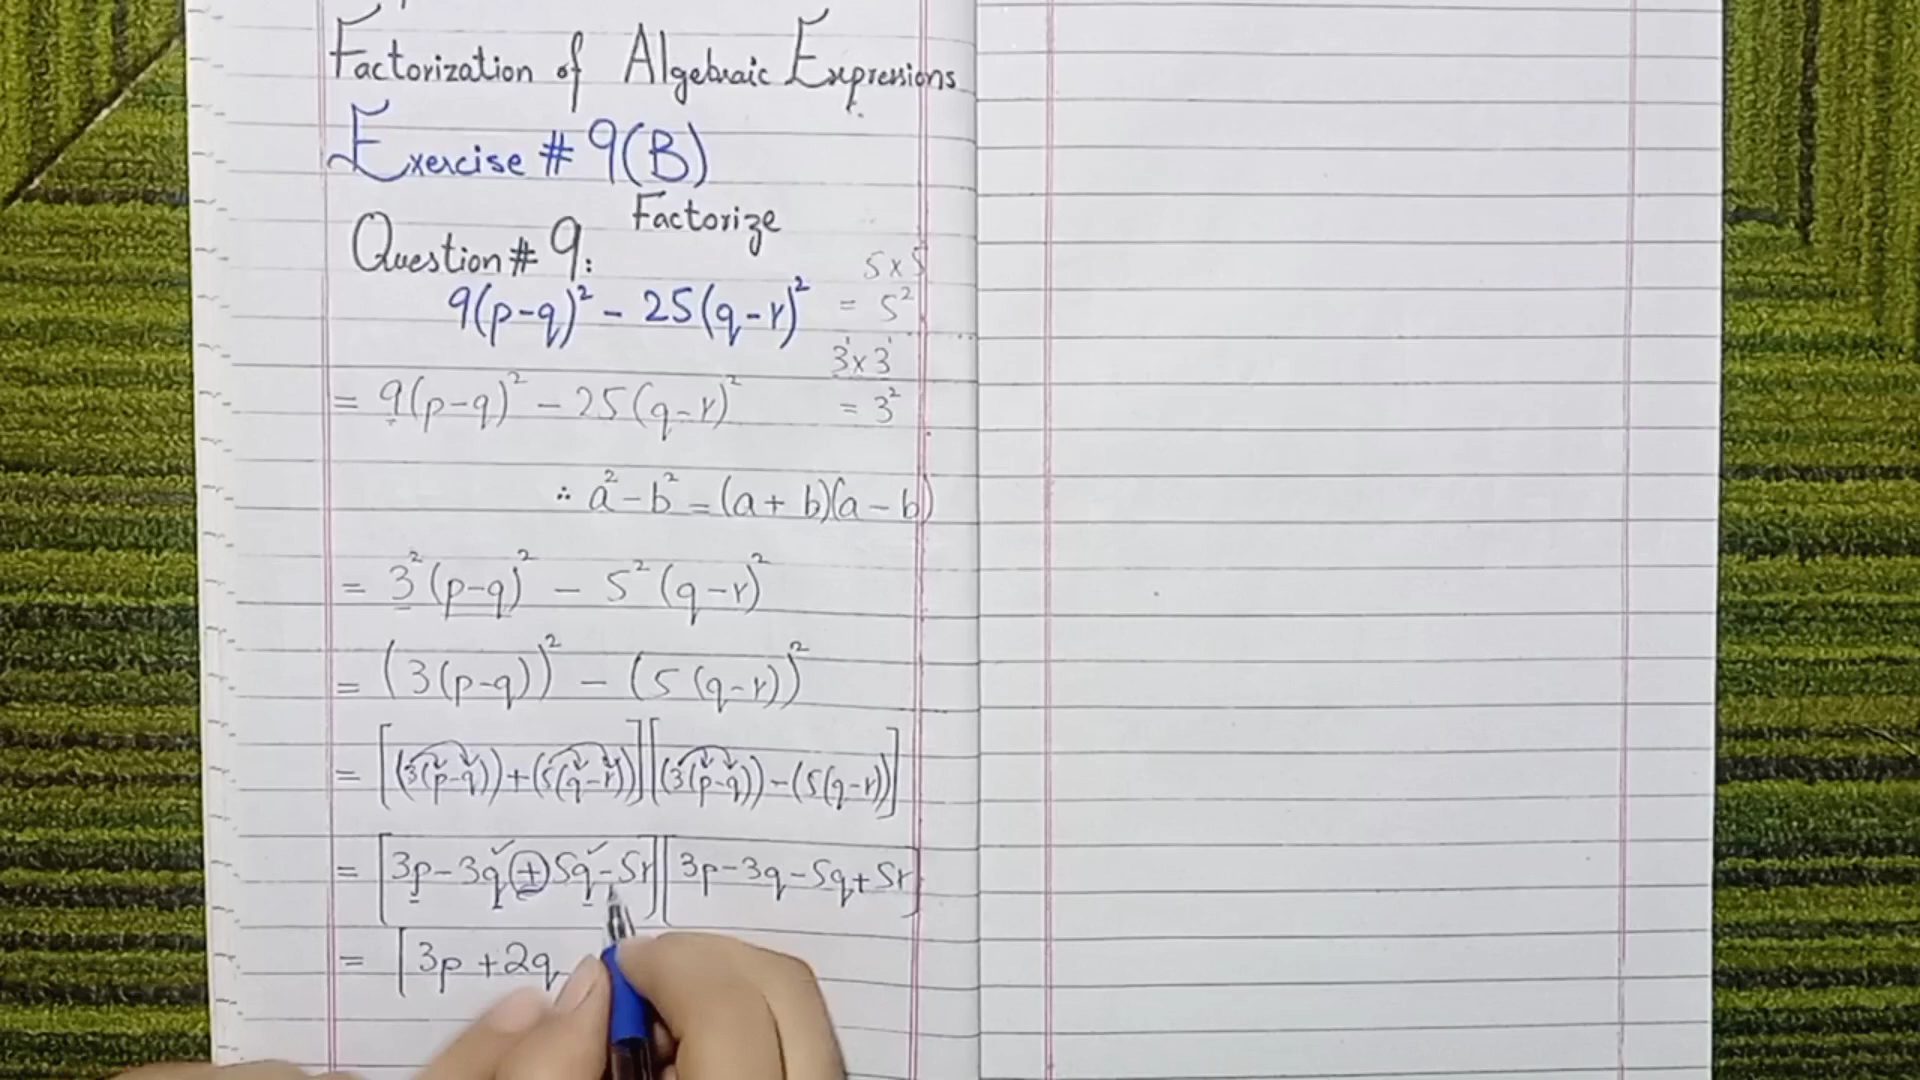 Factorization of Algebraic Expressions
Exercise # 9(B)
Factorize
Question # 9:
5 x 5
9(p-q)² - 25(q-r)² = 5²
3¹ x 3¹
= 9(p-q)² - 25(q-r)² = 3²
∵ a² - b² = (a + b)(a - b)
= 3²(p-q)² - 5²(q-r)²
= (3(p-q))² - (5(q-r))²
= [(3(p-q))+(5(q-r))][(3(p-q))-(5(q-r))]
= [3p-3q+5q-5r][3p-3q-5q+5r]
= [3p+2q